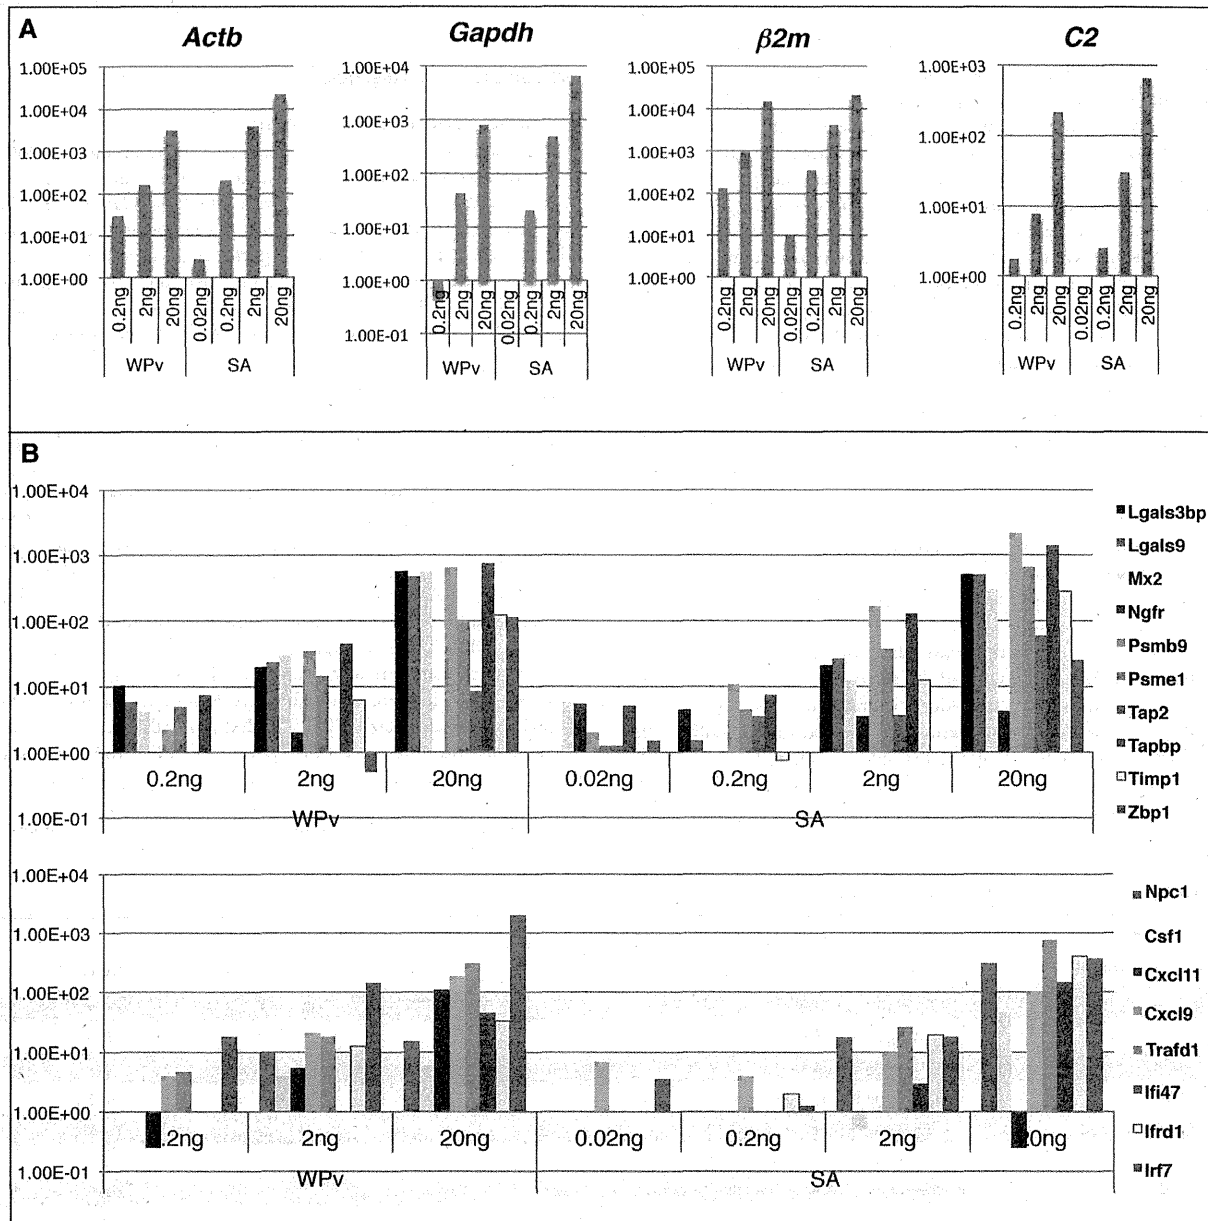 A
Actb
Gapdh
β2m
C2
1.00E+05
1.00E+04
1.00E+03
1.00E+02
1.00E+01
1.00E+00
0.2ng
2ng
20ng
0.02ng
0.2ng
2ng
20ng
WPv
SA
1.00E+04
1.00E+03
1.00E+02
1.00E+01
1.00E+00
1.00E-01
0.2ng
2ng
20ng
0.02ng
0.2ng
2ng
20ng
WPv
SA
1.00E+05
1.00E+04
1.00E+03
1.00E+02
1.00E+01
1.00E+00
0.2ng
2ng
20ng
0.02ng
0.2ng
2ng
20ng
WPv
SA
1.00E+03
1.00E+02
1.00E+01
1.00E+00
0.2ng
2ng
20ng
0.02ng
0.2ng
2ng
20ng
WPv
SA
B
1.00E+04
1.00E+03
1.00E+02
1.00E+01
1.00E+00
1.00E-01
0.2ng
2ng
20ng
0.02ng
0.2ng
2ng
20ng
WPv
SA
Lgals3bp
Lgals9
Mx2
Ngfr
Psmb9
Psme1
Tap2
Tapbp
Timp1
Zbp1
1.00E+04
1.00E+03
1.00E+02
1.00E+01
1.00E+00
1.00E-01
.2ng
2ng
20ng
0.02ng
0.2ng
2ng
20ng
WPv
SA
Npc1
Csf1
Cxcl11
Cxcl9
Trafd1
Ifi47
Ifrd1
Irf7